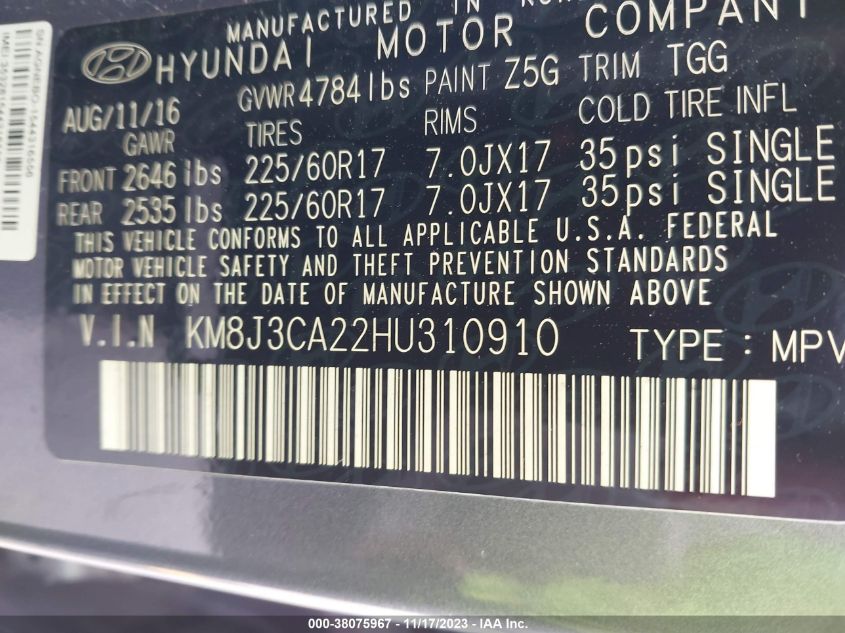 MANUFACTURED IN
HYUNDAI MOTOR COMPANY
AUG/11/16 GVWR 4784 lbs PAINT Z5G TRIM TGG
GAWR TIRES RIMS COLD TIRE INFL
FRONT 2646 lbs 225/60R17 7.0JX17 35psi SINGLE
REAR 2535 lbs 225/60R17 7.0JX17 35psi SINGLE
THIS VEHICLE CONFORMS TO ALL APPLICABLE U.S.A. FEDERAL
MOTOR VEHICLE SAFETY AND THEFT PREVENTION STANDARDS
IN EFFECT ON THE DATE OF MANUFACTURE SHOWN ABOVE
V.I.N KM8J3CA22HU310910 TYPE : MPV
000-38075967 - 11/17/2023 - IAA Inc.